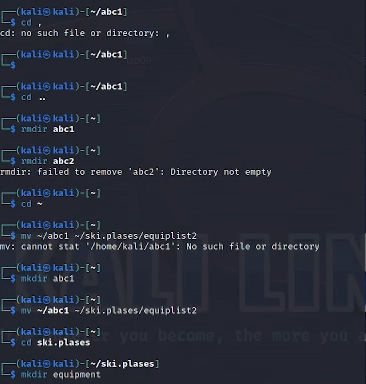 ┌──(kali㉿kali)-[~/abc1]
└─$ cd ,
cd: no such file or directory: ,
┌──(kali㉿kali)-[~/abc1]
└─$
┌──(kali㉿kali)-[~/abc1]
└─$ cd ..
┌──(kali㉿kali)-[~]
└─$ rmdir abc1
┌──(kali㉿kali)-[~]
└─$ rmdir abc2
rmdir: failed to remove 'abc2': Directory not empty
┌──(kali㉿kali)-[~]
└─$ cd ~
┌──(kali㉿kali)-[~]
└─$ mv ~/abc1 ~/ski.plases/equiplist2
mv: cannot stat '/home/kali/abc1': No such file or directory
┌──(kali㉿kali)-[~]
└─$ mkdir abc1
┌──(kali㉿kali)-[~]
└─$ mv ~/abc1 ~/ski.plases/equiplist2
┌──(kali㉿kali)-[~]
└─$ cd ski.plases
┌──(kali㉿kali)-[~/ski.plases]
└─$ mkdir equipment
KALI LIN
you become, the more you a